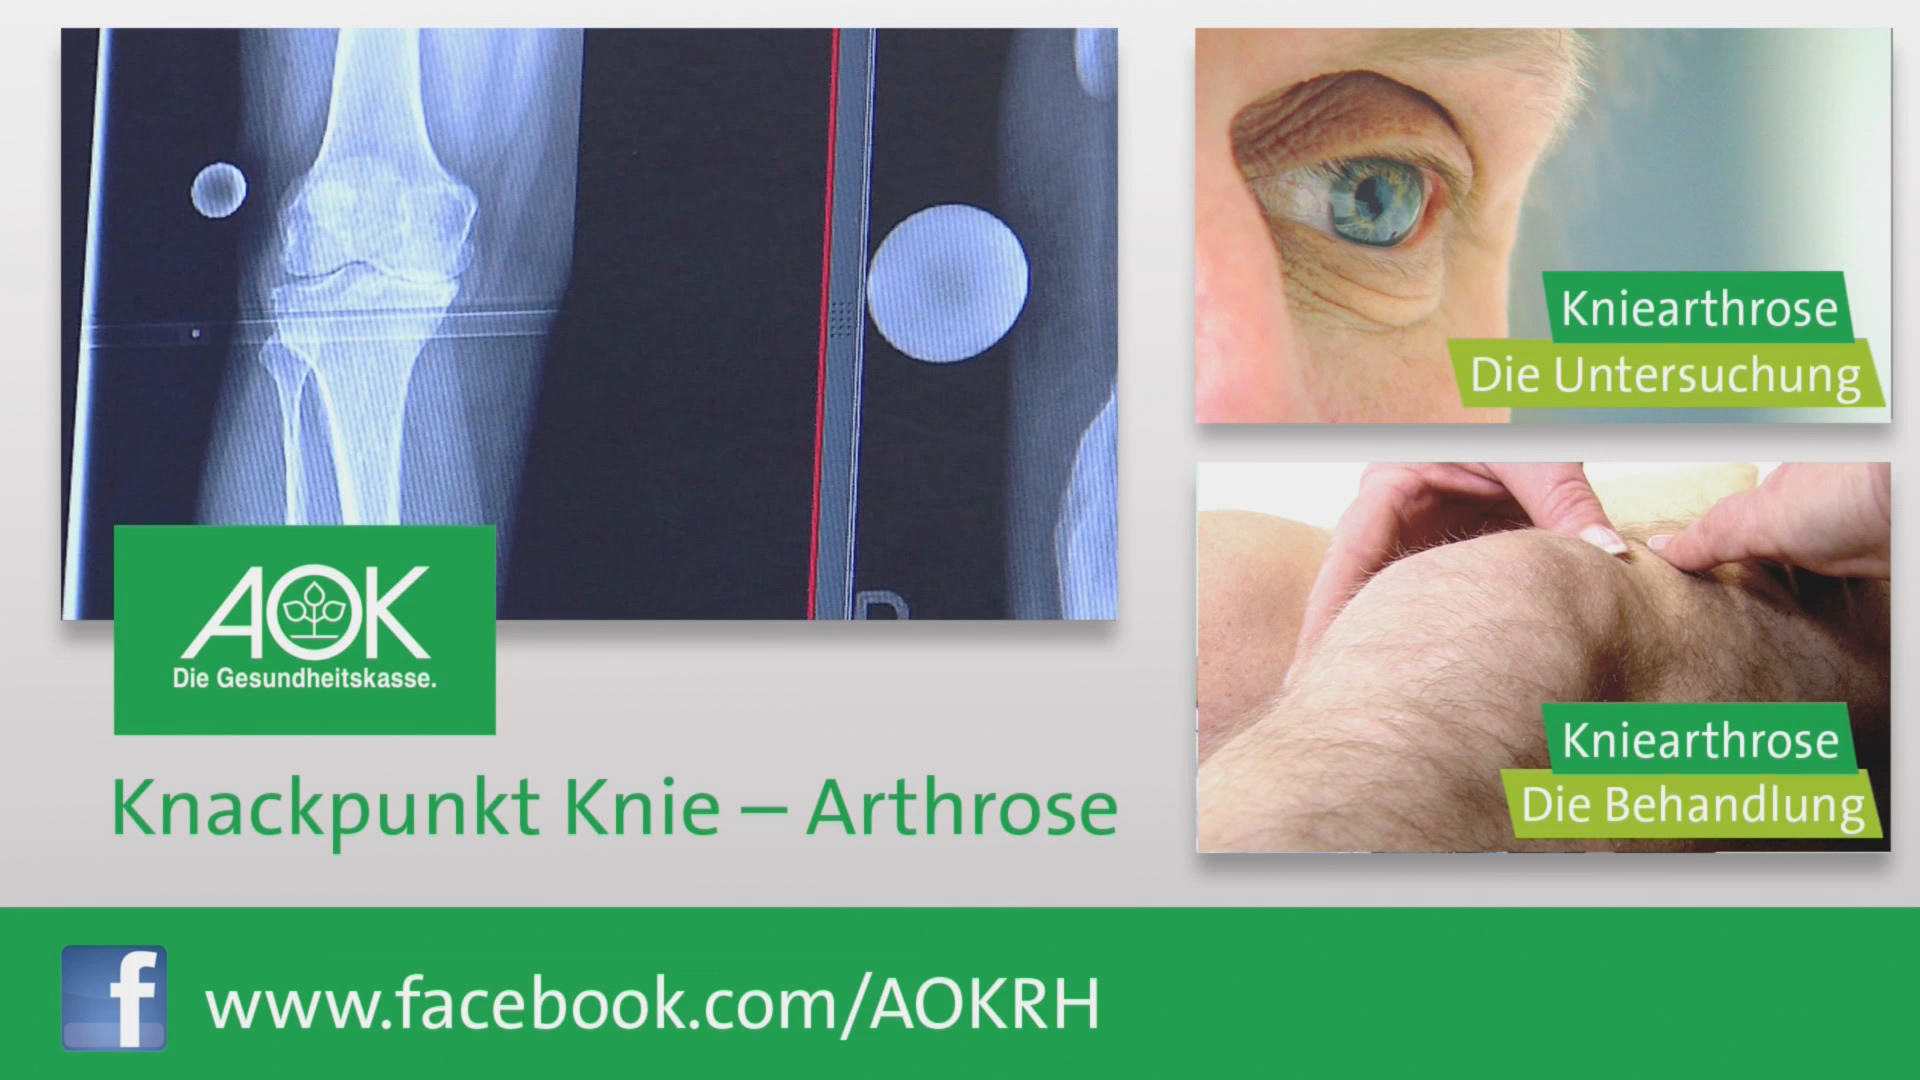 AOK
Die Gesundheitskasse.
Knackpunkt Knie – Arthrose
Kniearthrose
Die Untersuchung
Kniearthrose
Die Behandlung
f
www.facebook.com/AOKRH